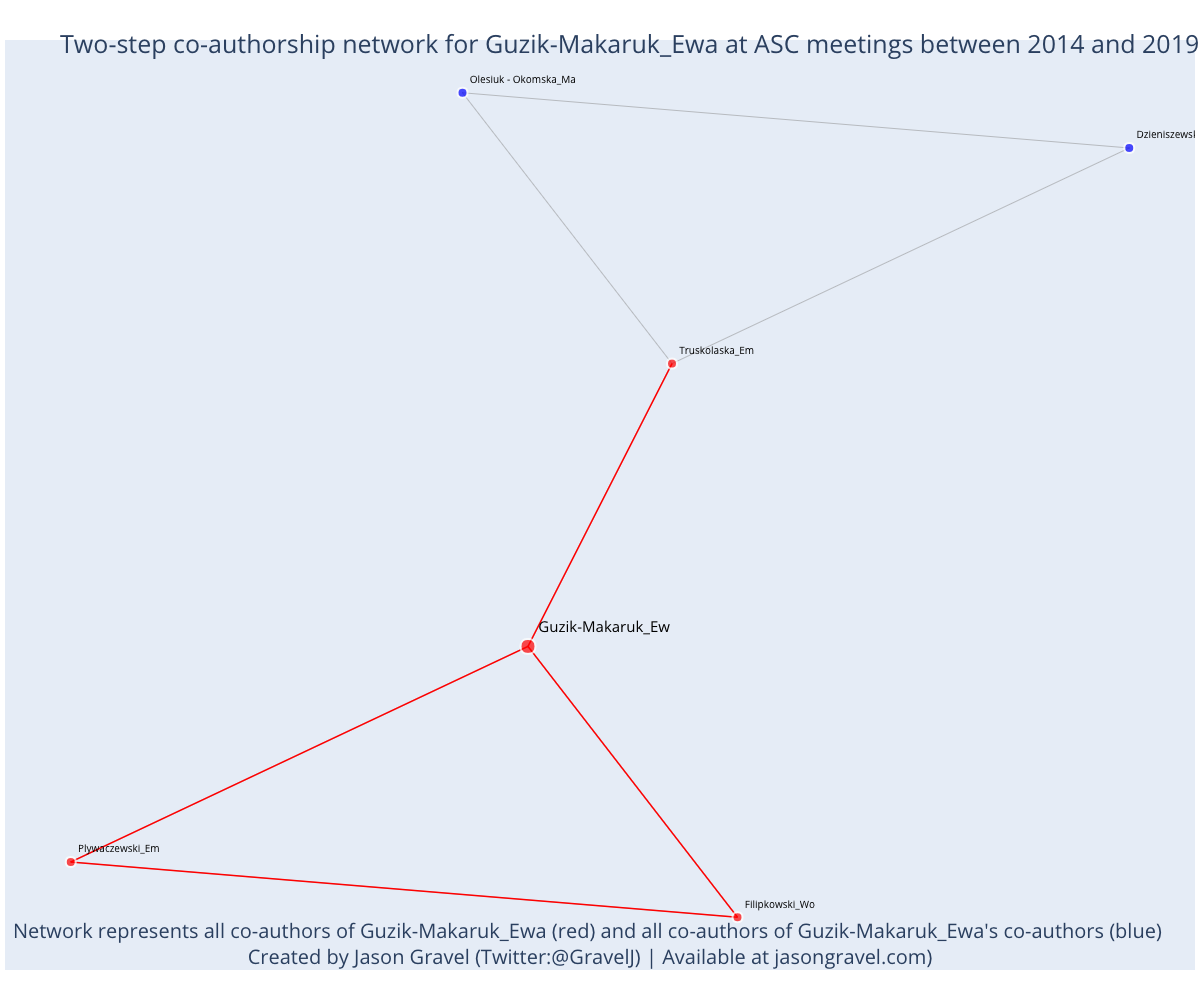 Two-step co-authorship network for Guzik-Makaruk_Ewa at ASC meetings between 2014 and 2019
Olesiuk - Okomska_Ma
Dzieniszewsk
Truskolaska_Em
Guzik-Makaruk_Ew
Plywaczewski_Em
Filipkowski_Wo
Network represents all co-authors of Guzik-Makaruk_Ewa (red) and all co-authors of Guzik-Makaruk_Ewa's co-authors (blue)
Created by Jason Gravel (Twitter:@GravelJ) | Available at jasongravel.com)